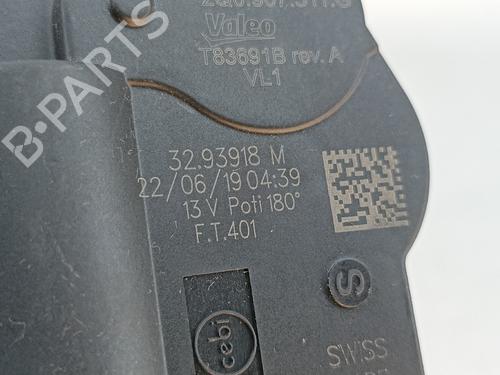 Valeo
T83691B rev. A
VL1
32.93918 M
22/06/19 04:39
13 V Poti 180°
F.T.401
S
cebi
SWISS
B-PARTS